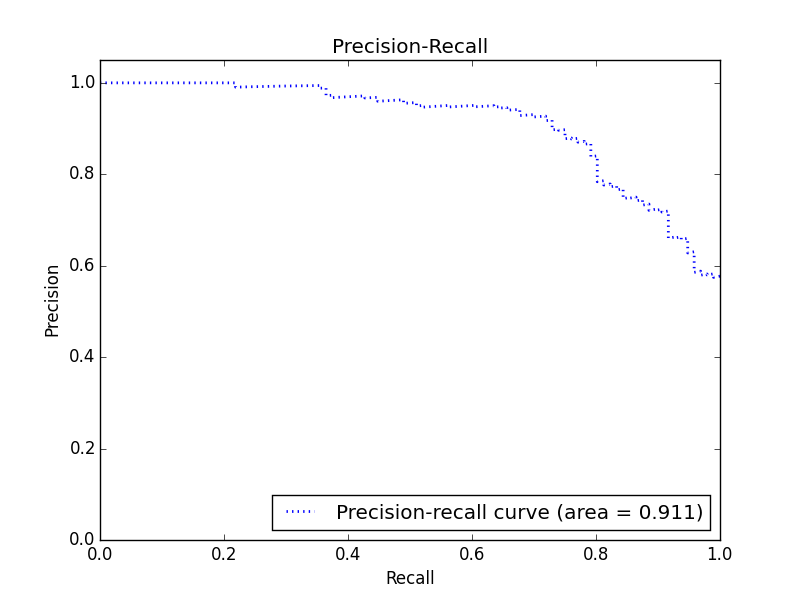 Precision-Recall
1.0
0.8
0.6
0.4
0.2
0.0
Precision
Precision-recall curve (area = 0.911)
0.0 0.2 0.4 0.6 0.8 1.0
Recall